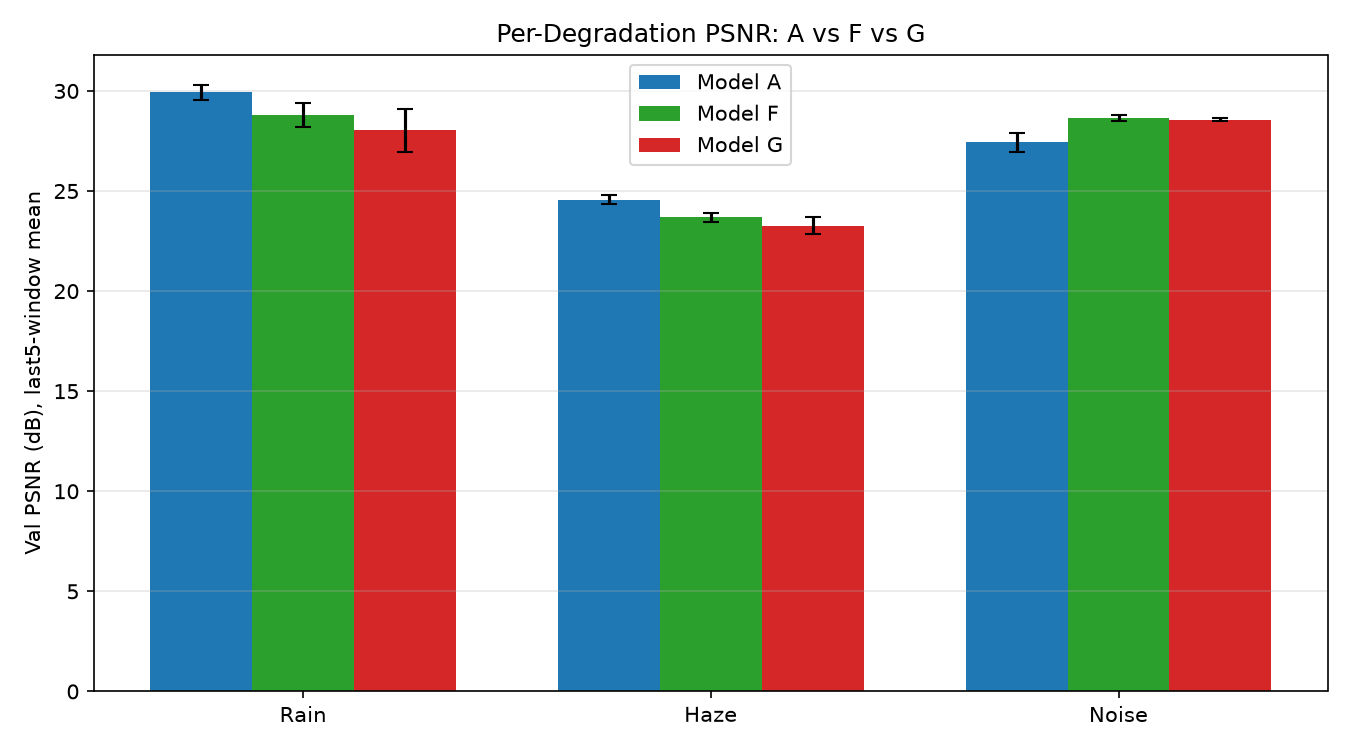 Per-Degradation PSNR: A vs F vs G
Model A
Model F
Model G
Val PSNR (dB), last5-window mean
30
25
20
15
10
5
0
Rain
Haze
Noise